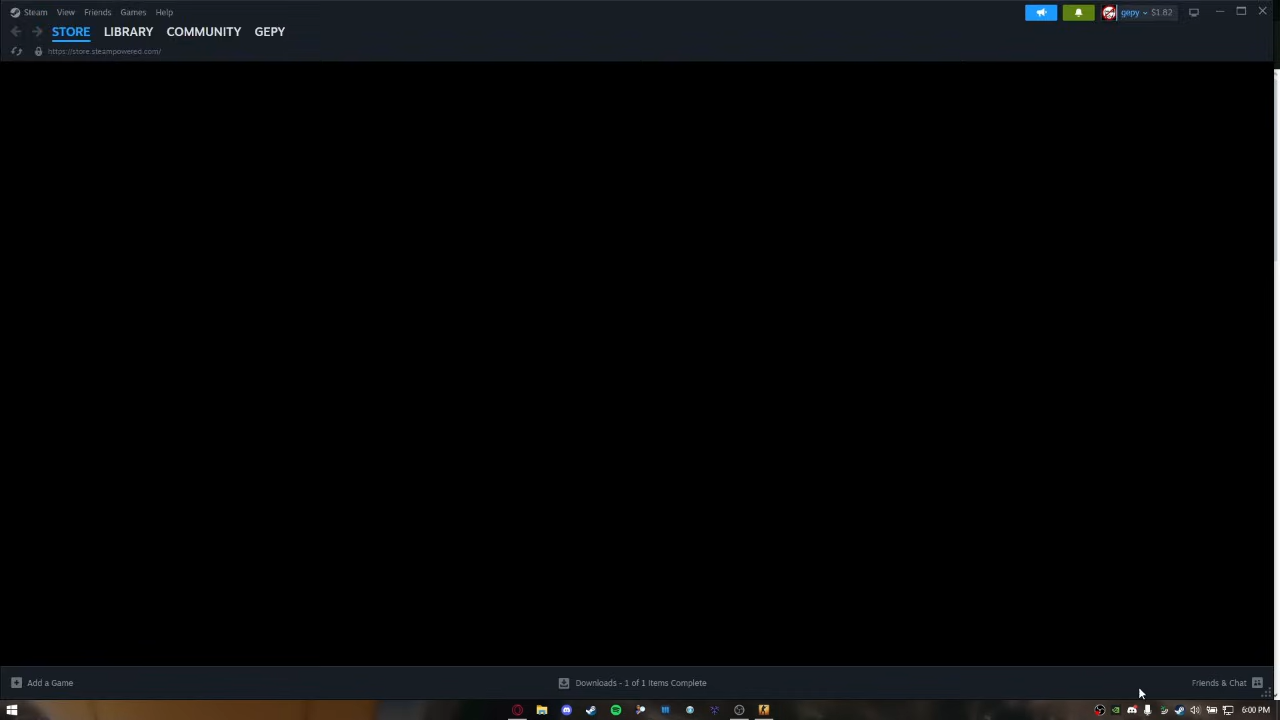 Steam View Friends Games Help gepy $1.62
STORE LIBRARY COMMUNITY GEPY
https://store.steampowered.com/
Add a Game Downloads - 1 of 1 Items Complete Friends & Chat
6:00 PM